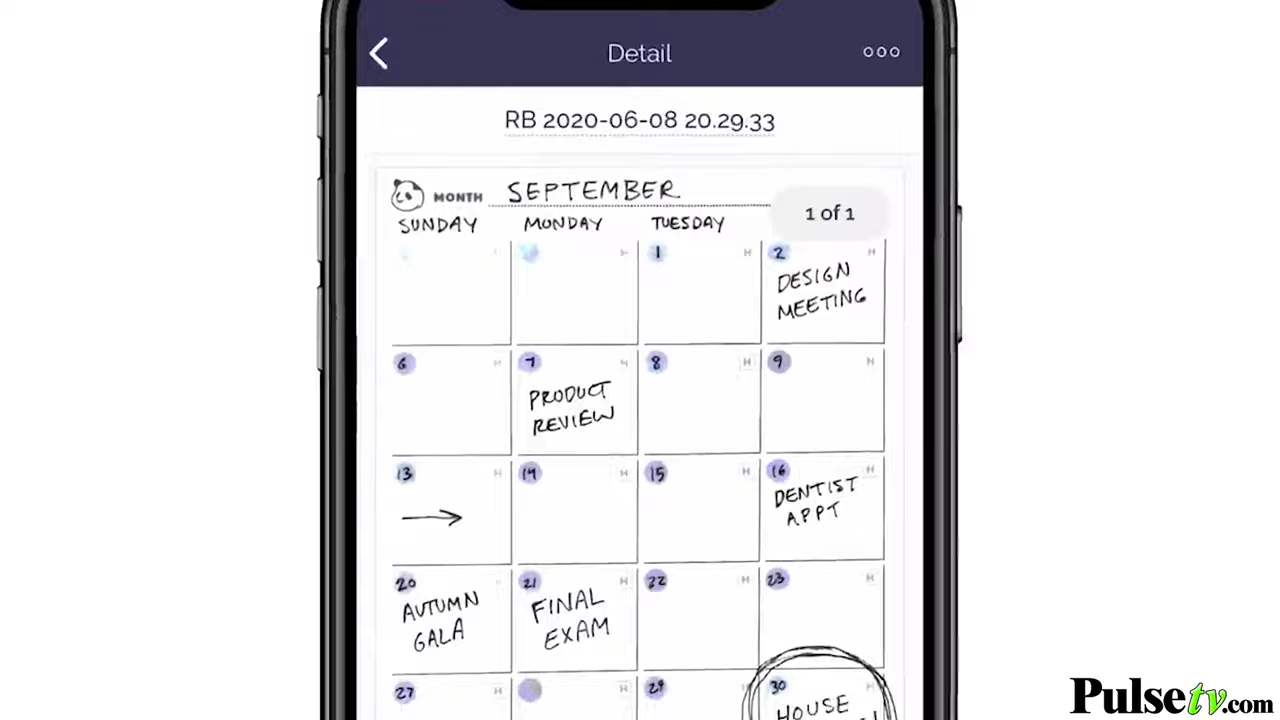 Detail
RB 2020-06-08 20.29.33
MONTH SEPTEMBER
1 of 1
SUNDAY MONDAY TUESDAY
1 2
DESIGN
MEETING
6 7 8 9
PRODUCT
REVIEW
13 14 15 16
DENTIST
APPT
20 21 22 23
AUTUMN
GALA
FINAL
EXAM
27 29 30
HOUSE
Pulsetv.com